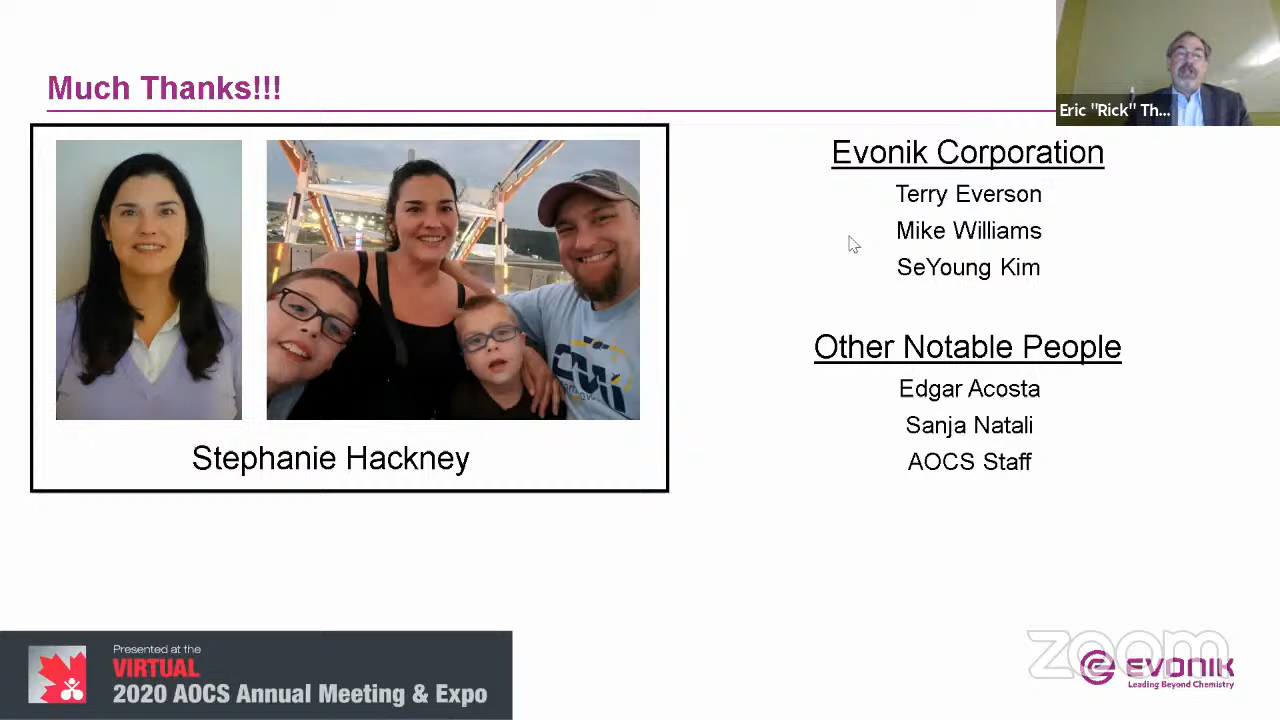 Much Thanks!!!
Eric "Rick" Th...
Stephanie Hackney
Evonik Corporation
Terry Everson
Mike Williams
SeYoung Kim
Other Notable People
Edgar Acosta
Sanja Natali
AOCS Staff
Presented at the
VIRTUAL
2020 AOCS Annual Meeting & Expo
zoom
EVONIK
Leading Beyond Chemistry